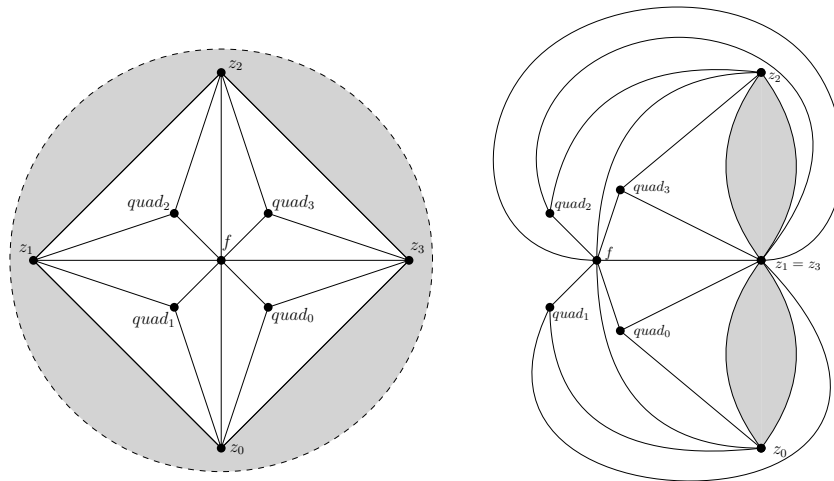 z₂
quad₂
quad₃
f
z₁
z₃
quad₁
quad₀
z₀
z₂
quad₃
quad₂
f
z₁ = z₃
quad₁
quad₀
z₀